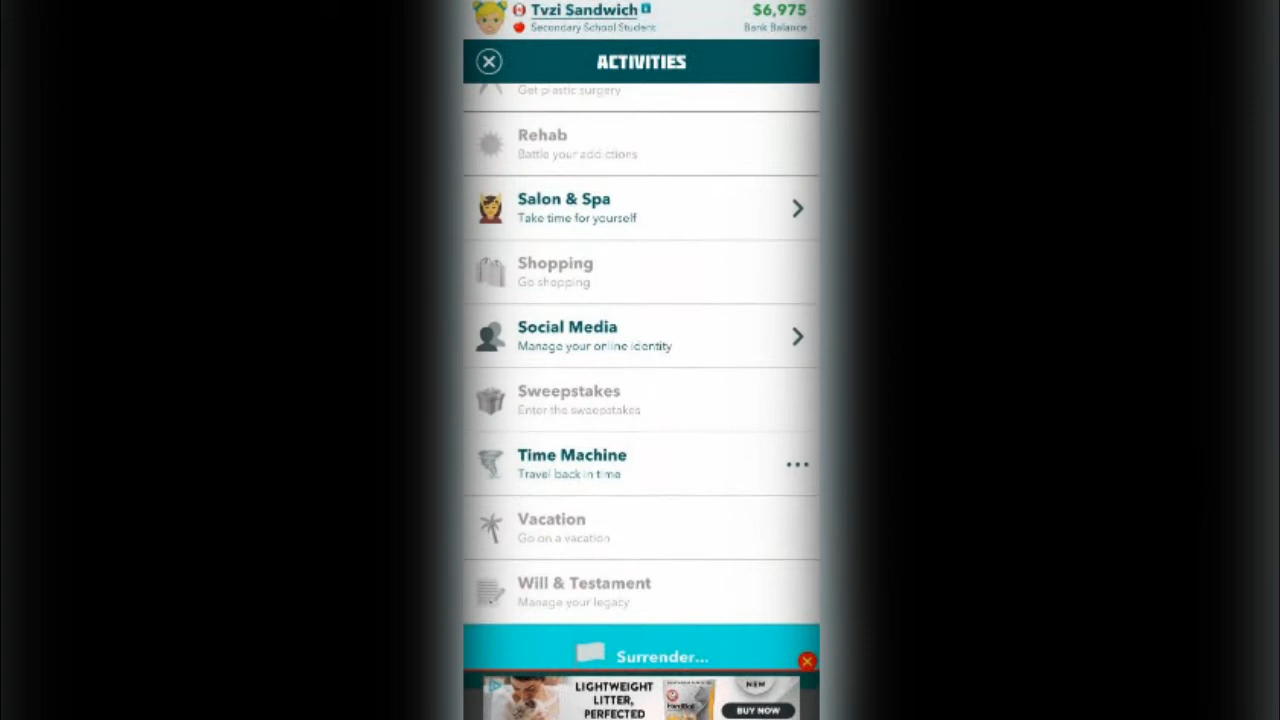 Tvzi Sandwich
$6,975
Secondary School Student
Bank Balance
ACTIVITIES
Get plastic surgery
Rehab
Battle your addictions
Salon & Spa
Take time for yourself
Shopping
Go shopping
Social Media
Manage your online identity
Sweepstakes
Enter the sweepstakes
Time Machine
Travel back in time
Vacation
Go on a vacation
Will & Testament
Manage your legacy
Surrender...
LIGHTWEIGHT
LITTER,
PERFECTED
NEW
BUY NOW